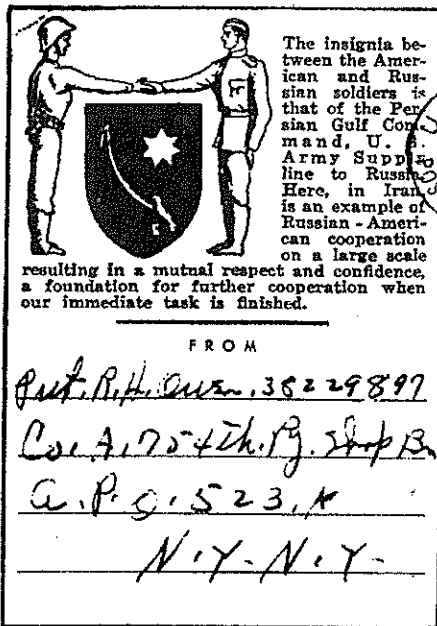 The insignia be-
tween the Amer-
ican and Rus-
sian soldiers is
that of the Per-
sian Gulf Com-
mand, U. S.
Army Supply
line to Russia.
Here, in Iran,
is an example of
Russian - Ameri-
can cooperation
on a large scale
resulting in a mutual respect and confidence,
a foundation for further cooperation when
our immediate task is finished.
FROM
Pvt. R. H. Owen, 38229897
Co. A, 754th. Ry. Shop Bn
A. P. O. 523,
N. Y. N. Y.